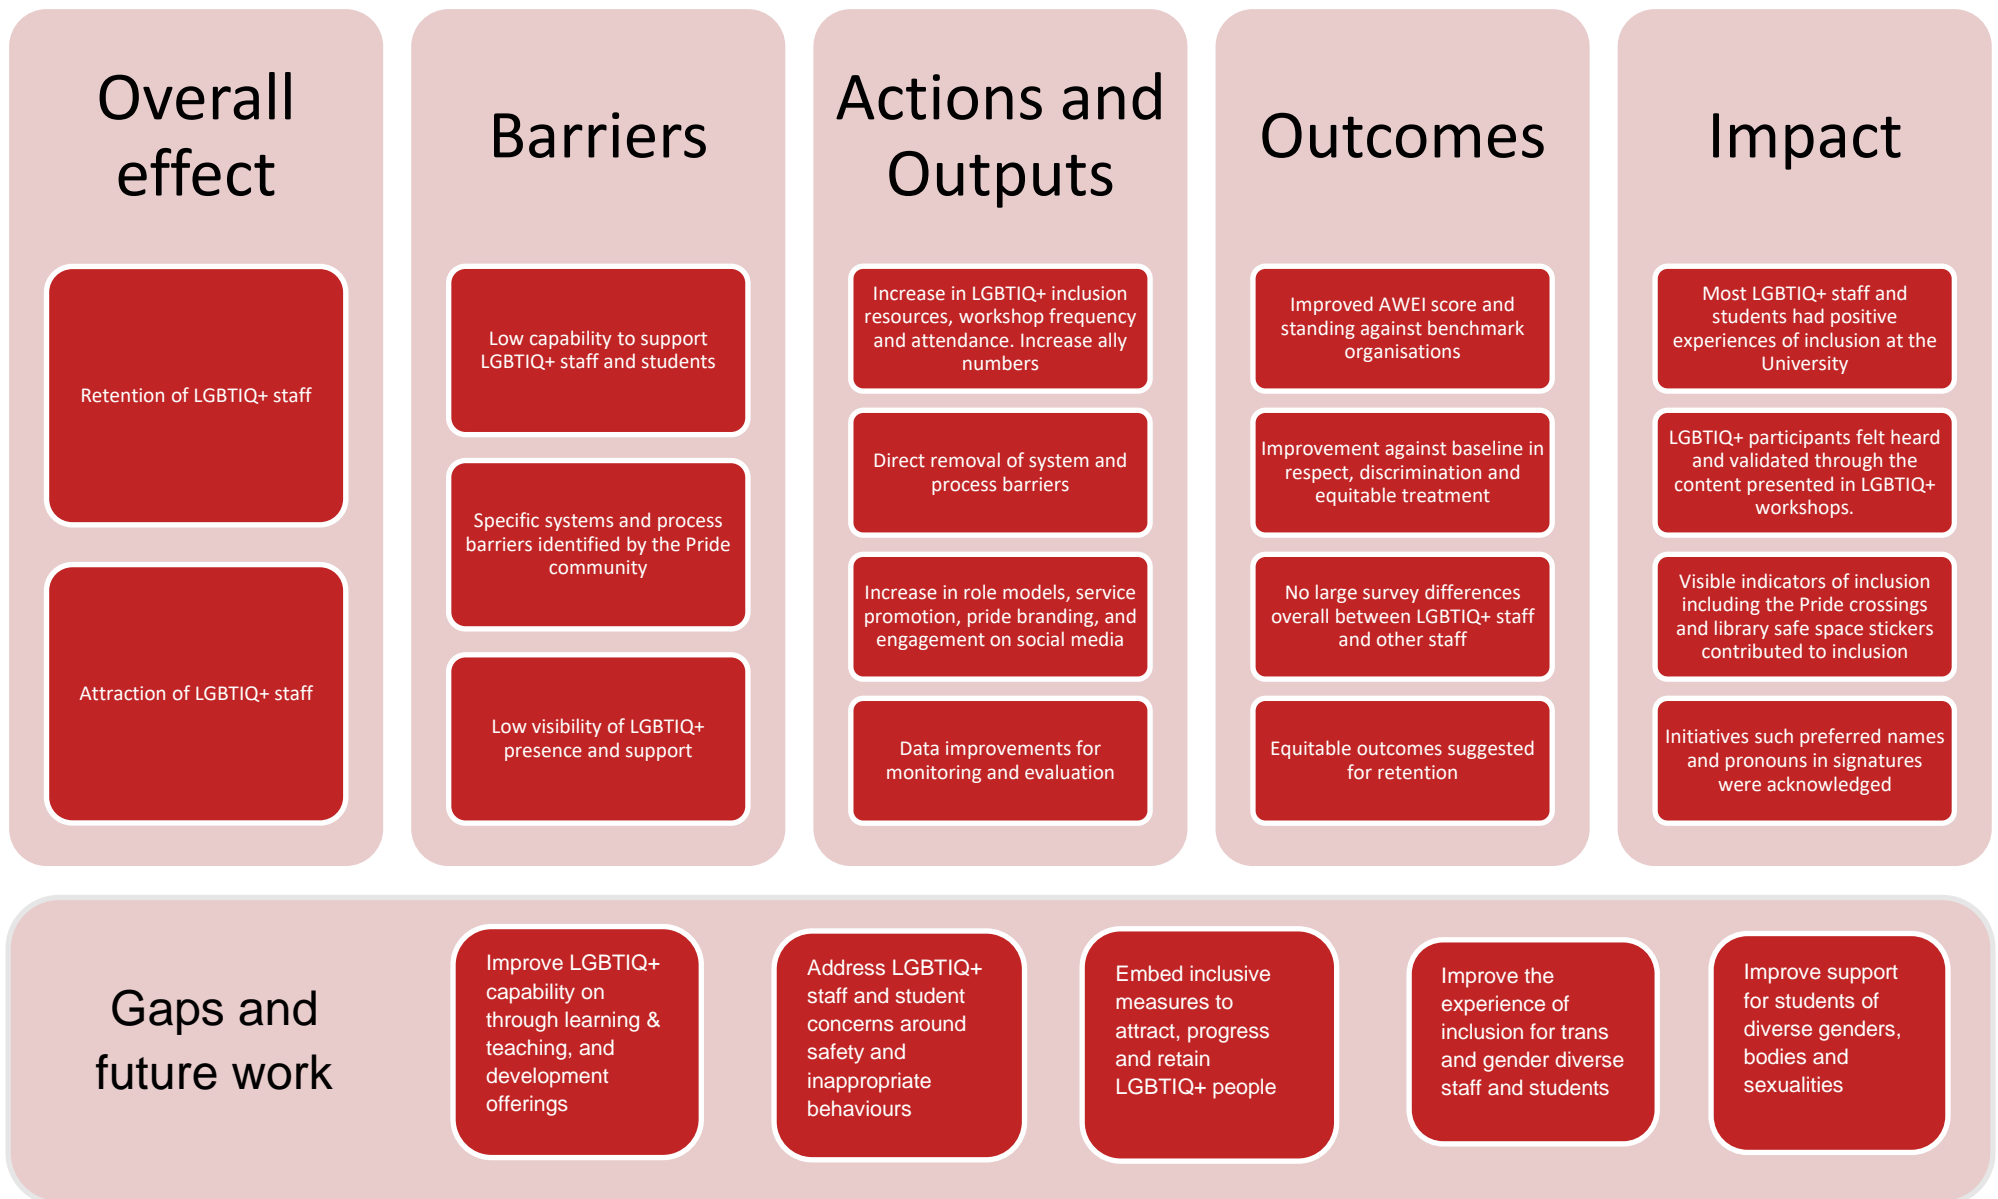 Overall
effect
Retention of LGBTIQ+ staff
Attraction of LGBTIQ+ staff
Barriers
Low capability to support
LGBTIQ+ staff and students
Specific systems and process
barriers identified by the Pride
community
Low visibility of LGBTIQ+
presence and support
Actions and
Outputs
Increase in LGBTIQ+ inclusion
resources, workshop frequency
and attendance. Increase ally
numbers
Direct removal of system and
process barriers
Increase in role models, service
promotion, pride branding, and
engagement on social media
Data improvements for
monitoring and evaluation
Outcomes
Improved AWEI score and
standing against benchmark
organisations
Improvement against baseline in
respect, discrimination and
equitable treatment
No large survey differences
overall between LGBTIQ+ staff
and other staff
Equitable outcomes suggested
for retention
Impact
Most LGBTIQ+ staff and
students had positive
experiences of inclusion at the
University
LGBTIQ+ participants felt heard
and validated through the
content presented in LGBTIQ+
workshops.
Visible indicators of inclusion
including the Pride crossings
and library safe space stickers
contributed to inclusion
Initiatives such preferred names
and pronouns in signatures
were acknowledged
Gaps and
future work
Improve LGBTIQ+
capability on
through learning &
teaching, and
development
offerings
Address LGBTIQ+
staff and student
concerns around
safety and
inappropriate
behaviours
Embed inclusive
measures to
attract, progress
and retain
LGBTIQ+ people
Improve the
experience of
inclusion for trans
and gender diverse
staff and students
Improve support
for students of
diverse genders,
bodies and
sexualities